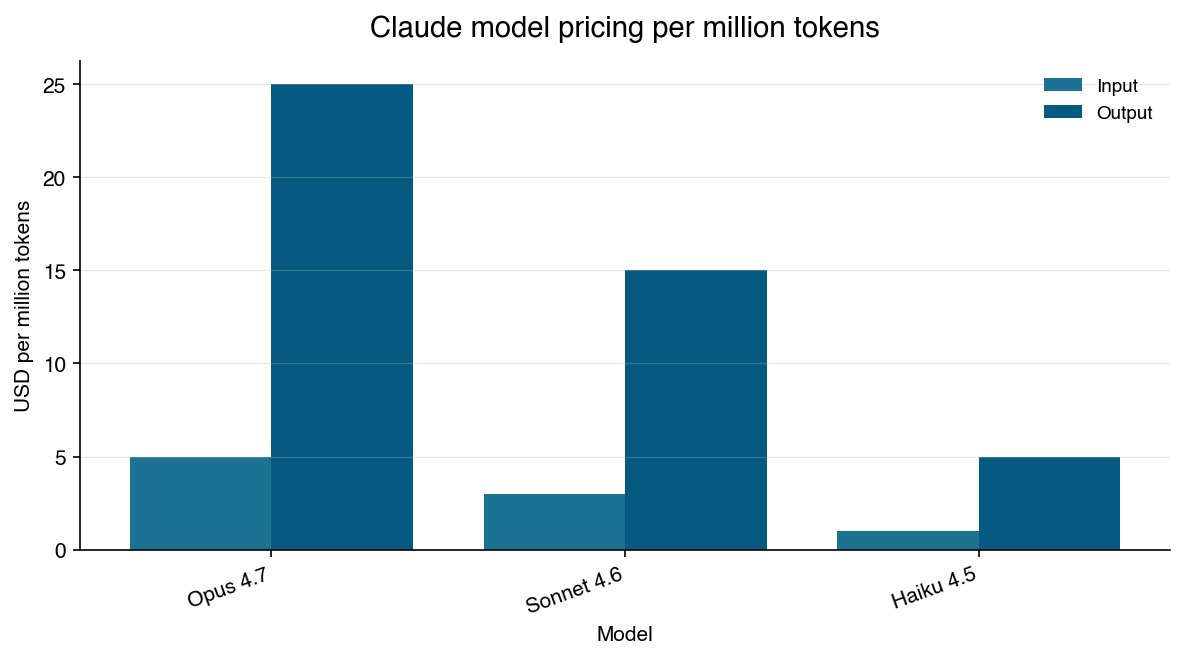 Claude model pricing per million tokens
Input
Output
USD per million tokens
25
20
15
10
5
0
Opus 4.7
Sonnet 4.6
Haiku 4.5
Model